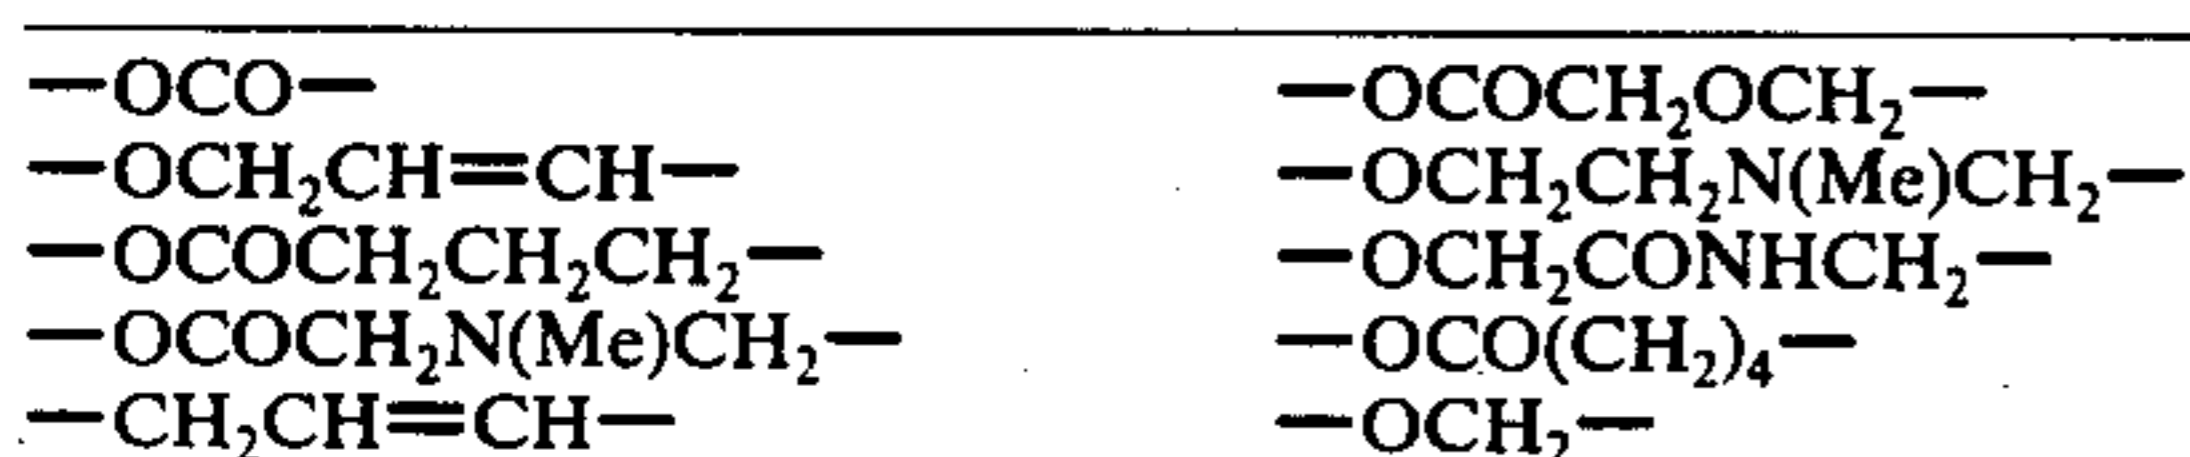 —OCO— —OCOCH₂OCH₂—
—OCH₂CH=CH— —OCH₂CH₂N(Me)CH₂—
—OCOCH₂CH₂CH₂— —OCH₂CONHCH₂—
—OCOCH₂N(Me)CH₂— —OCO(CH₂)₄—
—CH₂CH=CH— —OCH₂—